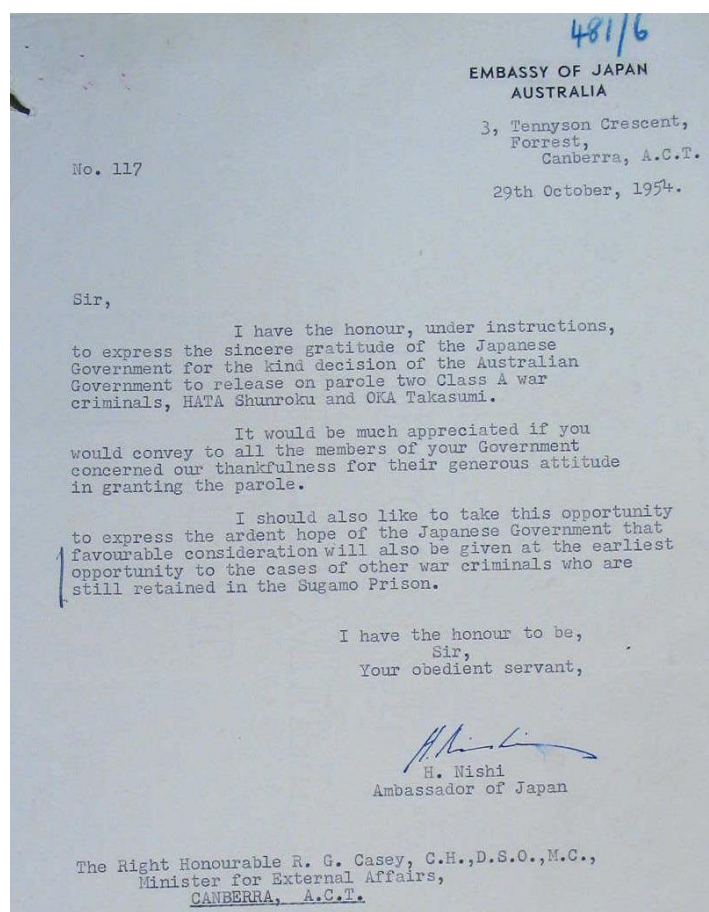 481/6
EMBASSY OF JAPAN
AUSTRALIA
3, Tennyson Crescent,
Forrest,
Canberra, A.C.T.
No. 117
29th October, 1954.
Sir,
I have the honour, under instructions,
to express the sincere gratitude of the Japanese
Government for the kind decision of the Australian
Government to release on parole two Class A war
criminals, HATA Shunroku and OKA Takasumi.
It would be much appreciated if you
would convey to all the members of your Government
concerned our thankfulness for their generous attitude
in granting the parole.
I should also like to take this opportunity
to express the ardent hope of the Japanese Government that
favourable consideration will also be given at the earliest
opportunity to the cases of other war criminals who are
still retained in the Sugamo Prison.
I have the honour to be,
Sir,
Your obedient servant,
H. Nishi
H. Nishi
Ambassador of Japan
The Right Honourable R. G. Casey, C.H.,D.S.O.,M.C.,
Minister for External Affairs,
CANBERRA, A.C.T.